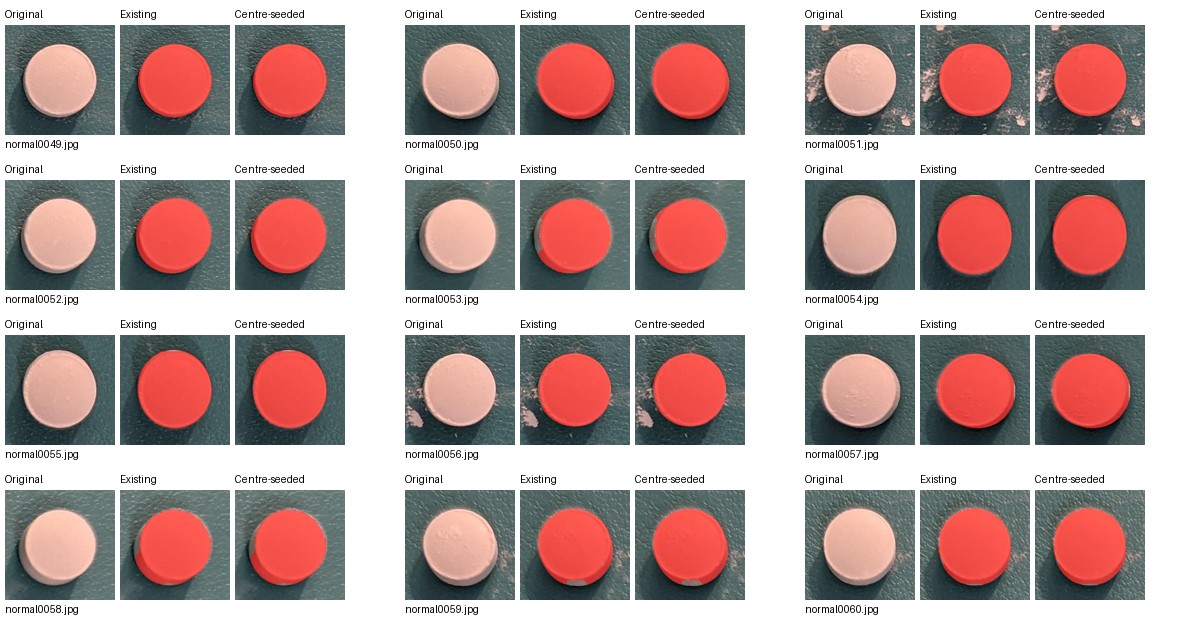 Original Existing Centre-seeded Original Existing Centre-seeded Original Existing Centre-seeded
normal0049.jpg normal0050.jpg normal0051.jpg
Original Existing Centre-seeded Original Existing Centre-seeded Original Existing Centre-seeded
normal0052.jpg normal0053.jpg normal0054.jpg
Original Existing Centre-seeded Original Existing Centre-seeded Original Existing Centre-seeded
normal0055.jpg normal0056.jpg normal0057.jpg
Original Existing Centre-seeded Original Existing Centre-seeded Original Existing Centre-seeded
normal0058.jpg normal0059.jpg normal0060.jpg